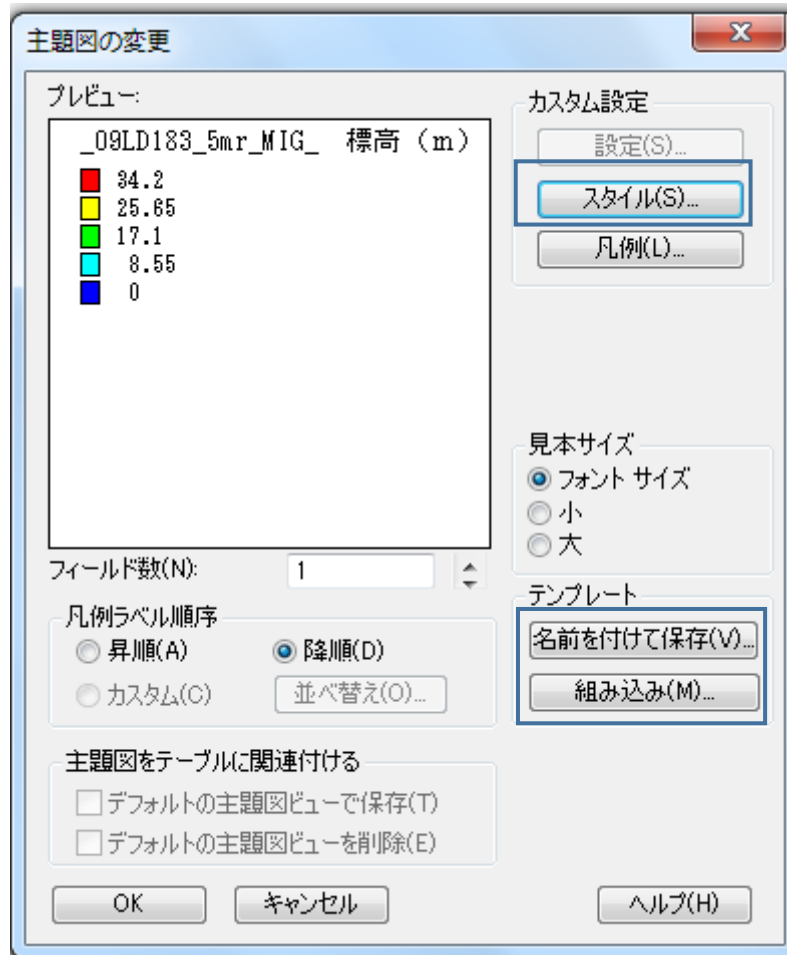 主題図の変更
プレビュー:
_09LD183_5mr_MIG_ 標高 (m)
34.2
25.65
17.1
8.55
0
カスタム設定
設定(S)...
スタイル(S)...
凡例(L)...
見本サイズ
フォント サイズ
小
大
フィールド数(N):
1
凡例ラベル順序
昇順(A)
降順(D)
カスタム(C)
並べ替え(O)...
テンプレート
名前を付けて保存(V)...
組み込み(M)...
主題図をテーブルに関連付ける
デフォルトの主題図ビューで保存(T)
デフォルトの主題図ビューを削除(E)
OK
キャンセル
ヘルプ(H)